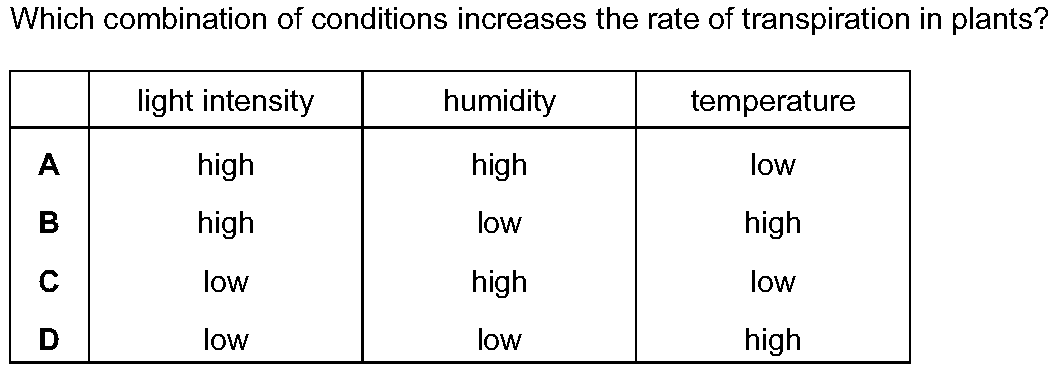 Which combination of conditions increases the rate of transpiration in plants?
light intensity humidity temperature
A high high low
B high low high
C low high low
D low low high